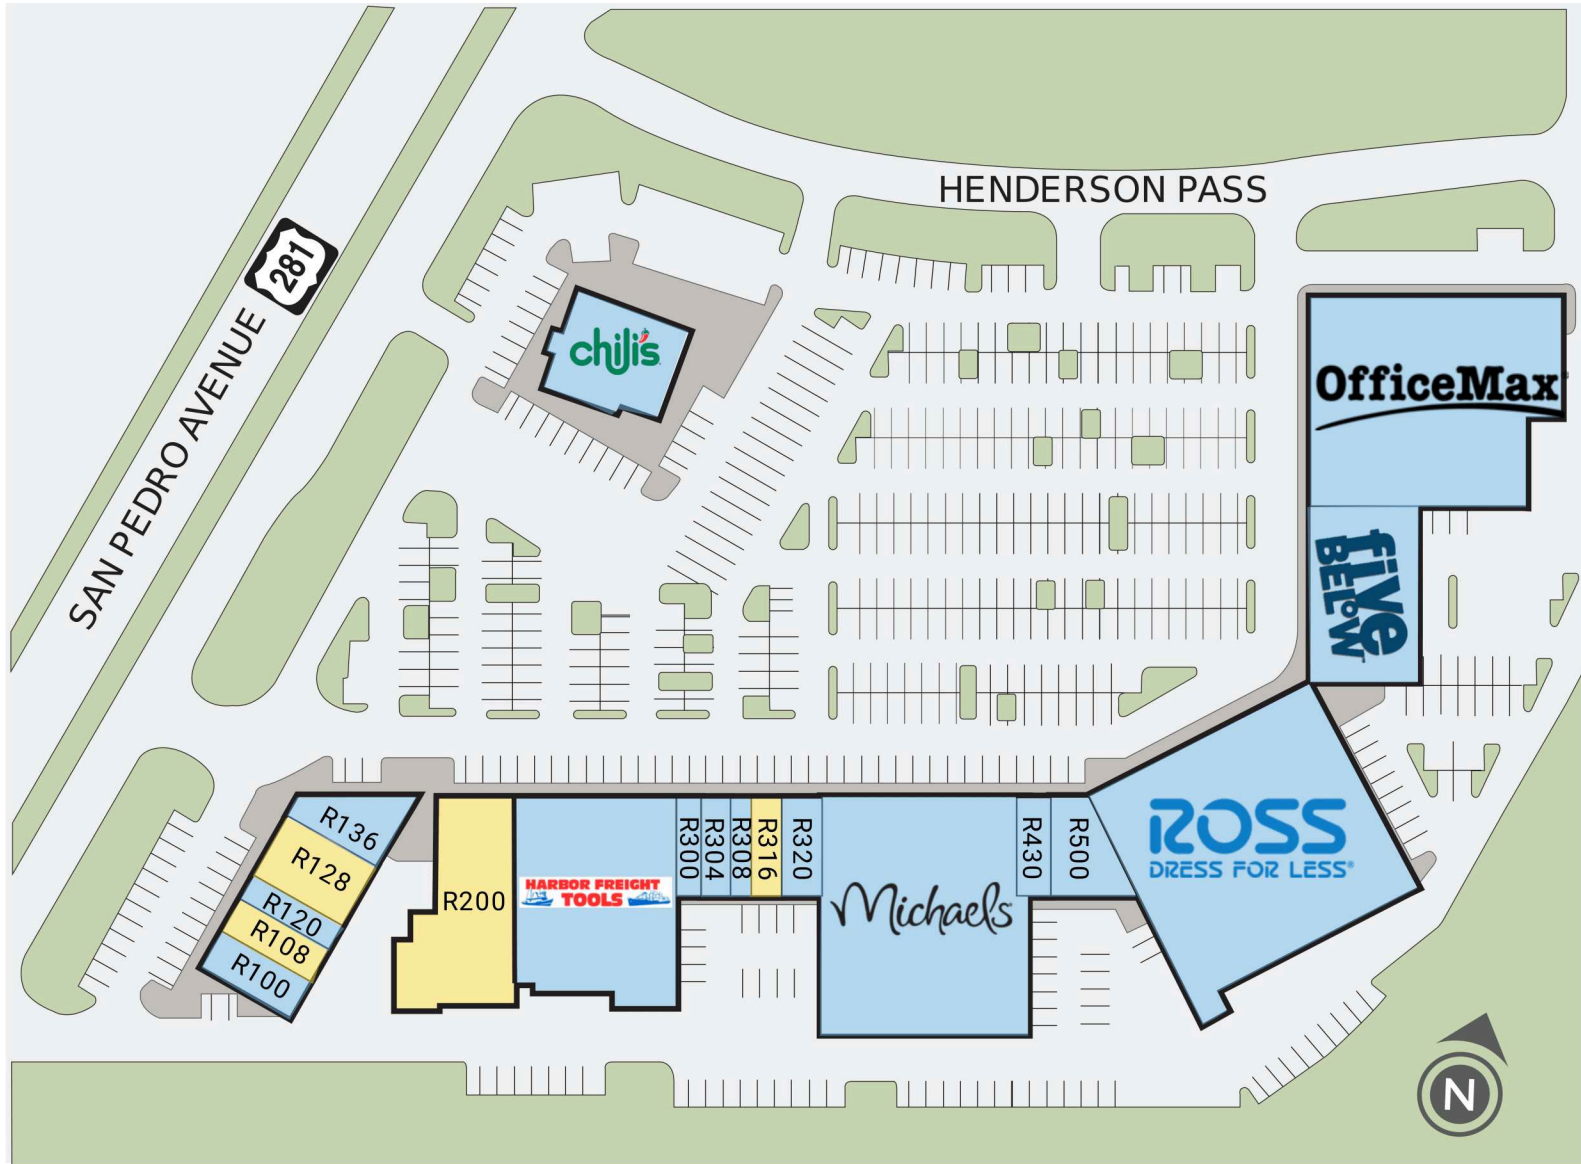 HENDERSON PASS
281
SAN PEDRO AVENUE
chili's
OfficeMax
five
BELOW
R136
R128
R120
R108
R100
R200
HARBOR FREIGHT
TOOLS
R300
R304
R308
R316
R320
Michaels
R430
R500
ROSS
DRESS FOR LESS®
N